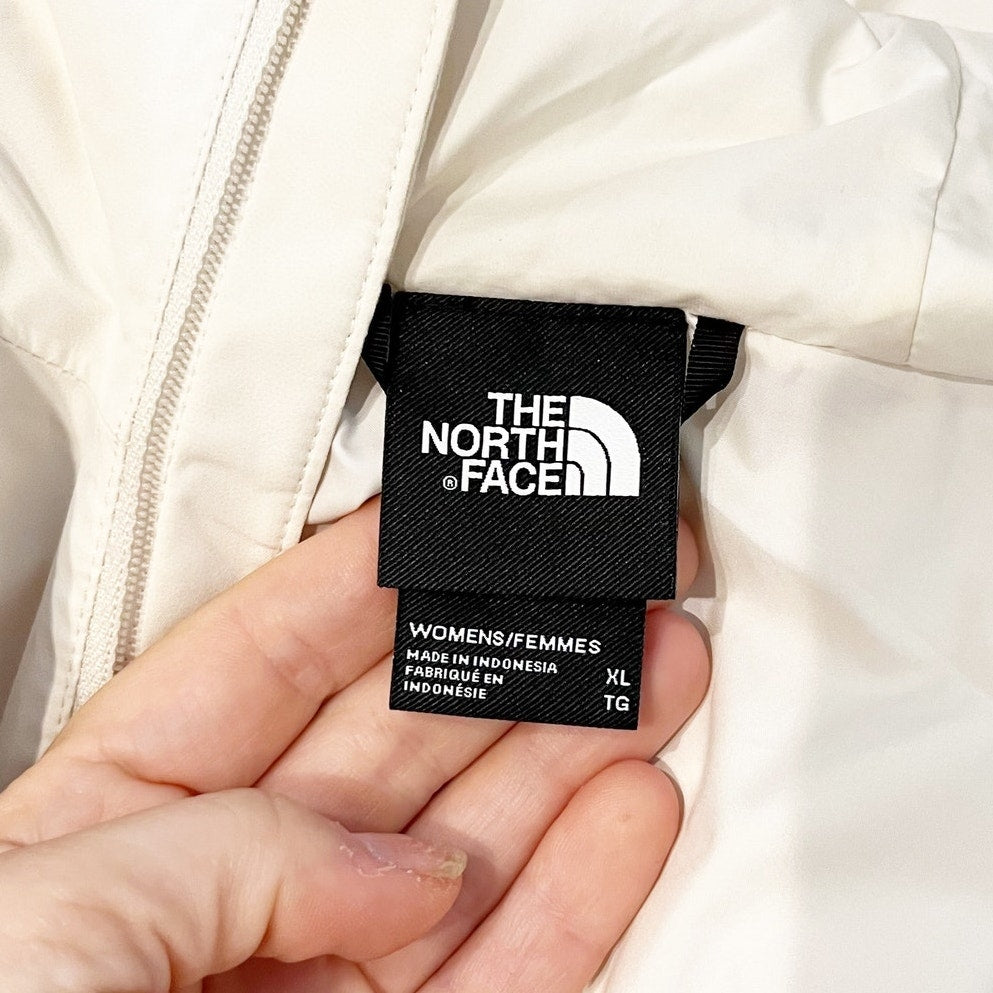 THE
NORTH
® FACE
WOMENS/FEMMES
MADE IN INDONESIA
FABRIQUÉ EN
INDONÉSIE
XL
TG